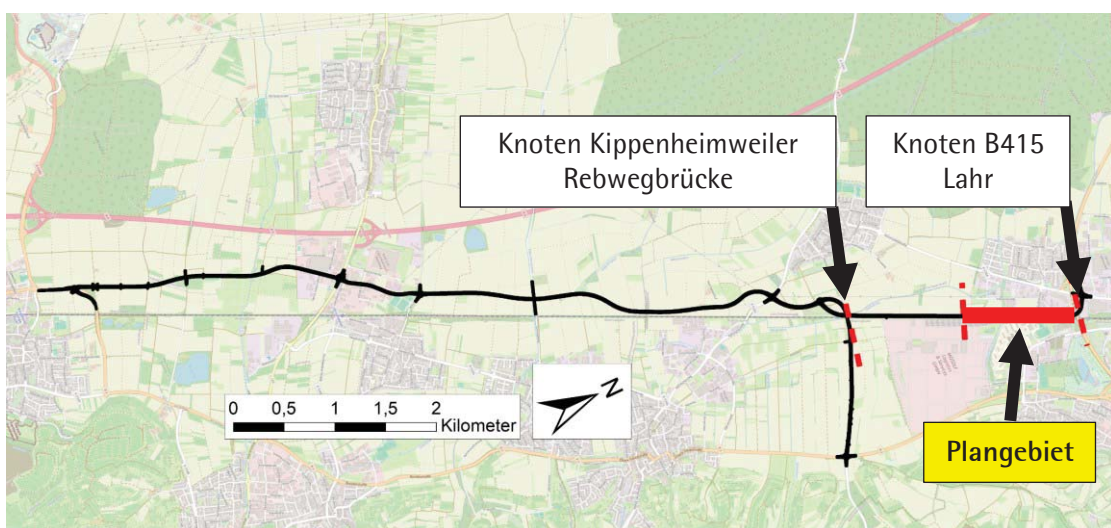 Knoten Kippenheimweiler
Rebwegbrücke
Knoten B415
Lahr
N
0 0,5 1 1,5 2
Kilometer
Plangebiet